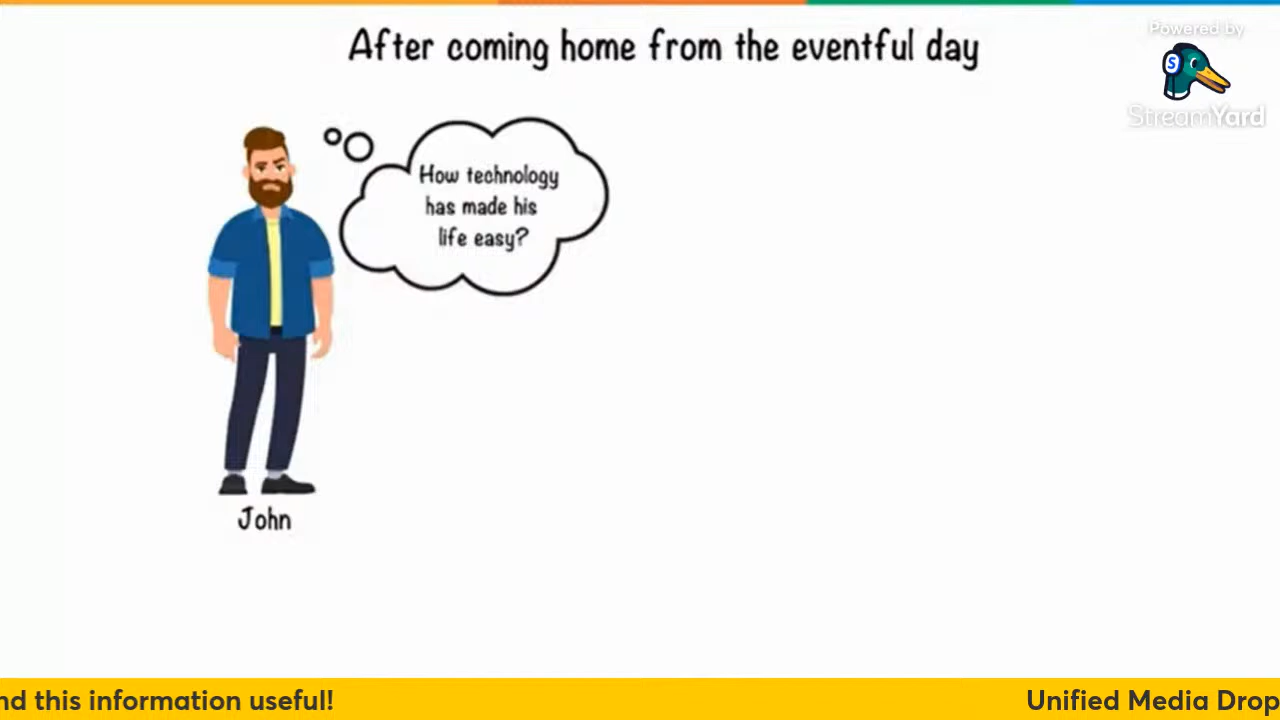 After coming home from the eventful day
Powered by
S
StreamYard
How technology
has made his
life easy?
John
nd this information useful!
Unified Media Drop